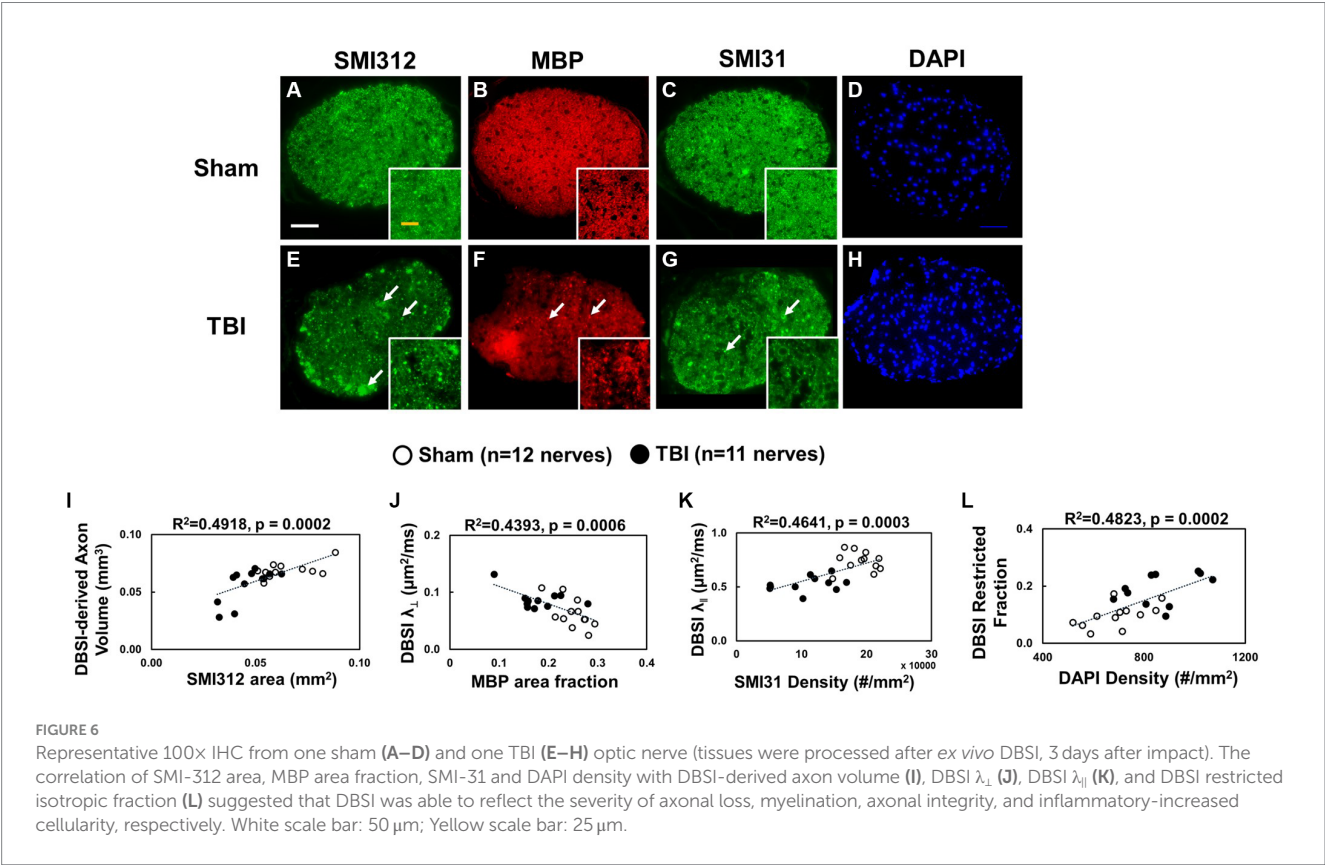 SMI312 MBP SMI31 DAPI
A B C D
Sham
E F G H
TBI
Sham (n=12 nerves) TBI (n=11 nerves)
I
R²=0.4918, p = 0.0002
DBSI-derived Axon
Volume (mm³)
0.10
0.05
0.00
0.00 0.05 0.10
SMI312 area (mm²)
J
R²=0.4393, p = 0.0006
DBSI λ⊥ (µm²/ms)
0.2
0.1
0.0
0 0.1 0.2 0.3 0.4
MBP area fraction
K
R²=0.4641, p = 0.0003
DBSI λ‖ (µm²/ms)
1.0
0.5
0.0
0 10 20 30
x 10000
SMI31 Density (#/mm²)
L
R²=0.4823, p = 0.0002
DBSI Restricted
Fraction
0.4
0.2
0.0
400 800 1200
DAPI Density (#/mm²)
FIGURE 6
Representative 100× IHC from one sham (A–D) and one TBI (E–H) optic nerve (tissues were processed after ex vivo DBSI, 3 days after impact). The
correlation of SMI-312 area, MBP area fraction, SMI-31 and DAPI density with DBSI-derived axon volume (I), DBSI λ⊥ (J), DBSI λ‖ (K), and DBSI restricted
isotropic fraction (L) suggested that DBSI was able to reflect the severity of axonal loss, myelination, axonal integrity, and inflammatory-increased
cellularity, respectively. White scale bar: 50 μm; Yellow scale bar: 25 μm.